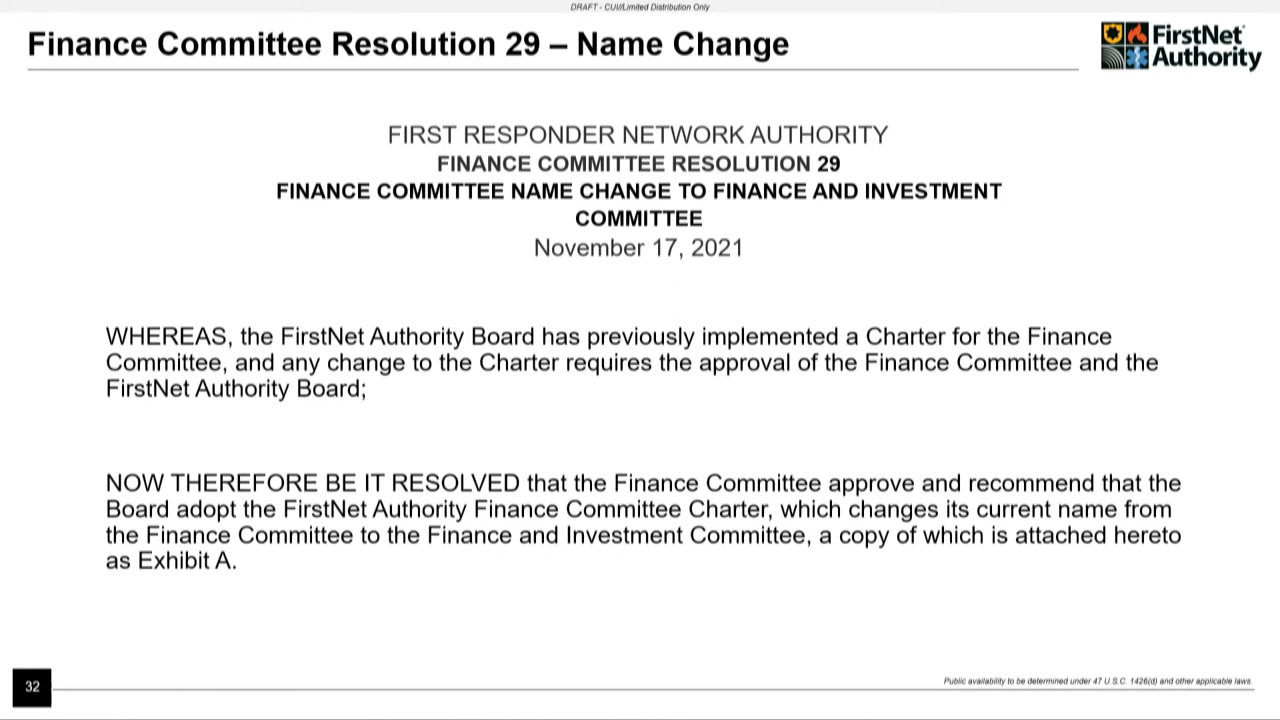 DRAFT - CUI/Limited Distribution Only
Finance Committee Resolution 29 – Name Change
FirstNet
Authority
FIRST RESPONDER NETWORK AUTHORITY
FINANCE COMMITTEE RESOLUTION 29
FINANCE COMMITTEE NAME CHANGE TO FINANCE AND INVESTMENT
COMMITTEE
November 17, 2021
WHEREAS, the FirstNet Authority Board has previously implemented a Charter for the Finance
Committee, and any change to the Charter requires the approval of the Finance Committee and the
FirstNet Authority Board;
NOW THEREFORE BE IT RESOLVED that the Finance Committee approve and recommend that the
Board adopt the FirstNet Authority Finance Committee Charter, which changes its current name from
the Finance Committee to the Finance and Investment Committee, a copy of which is attached hereto
as Exhibit A.
32
Public availability to be determined under 47 U.S.C. 1426(d) and other applicable laws.